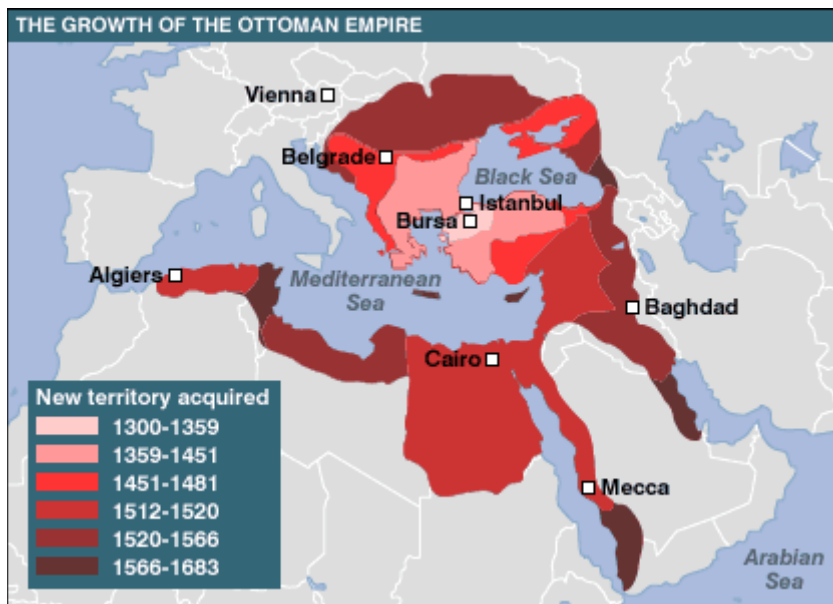 THE GROWTH OF THE OTTOMAN EMPIRE
Vienna
Belgrade
Black Sea
Istanbul
Bursa
Algiers
Mediterranean
Sea
Baghdad
Cairo
New territory acquired
1300-1359
1359-1451
1451-1481
1512-1520
1520-1566
1566-1683
Mecca
Arabian
Sea